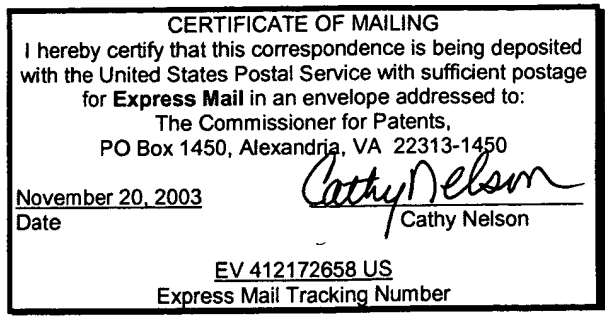 CERTIFICATE OF MAILING
I hereby certify that this correspondence is being deposited
with the United States Postal Service with sufficient postage
for Express Mail in an envelope addressed to:
The Commissioner for Patents,
PO Box 1450, Alexandria, VA 22313-1450
November 20, 2003 Cathy Nelson
Date Cathy Nelson
EV 412172658 US
Express Mail Tracking Number